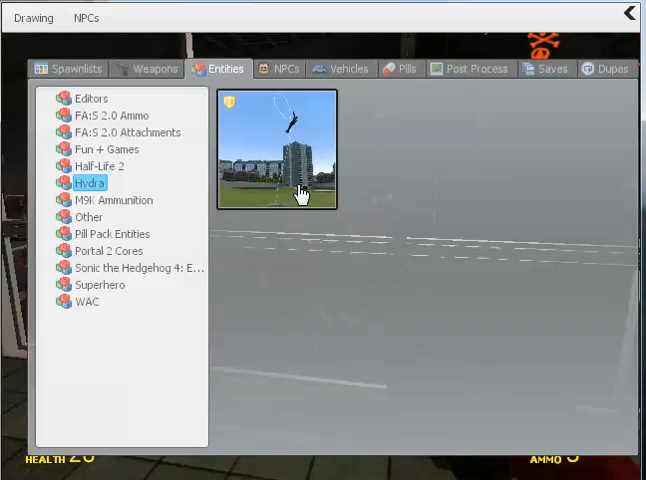 Drawing NPCs
Spawnlists Weapons Entities NPCs Vehicles Pills Post Process Saves Dupes
Editors
FA:S 2.0 Ammo
FA:S 2.0 Attachments
Fun + Games
Half-Life 2
Hydra
M9K Ammunition
Other
Pill Pack Entities
Portal 2 Cores
Sonic the Hedgehog 4: E...
Superhero
WAC
HEALTH AMMO